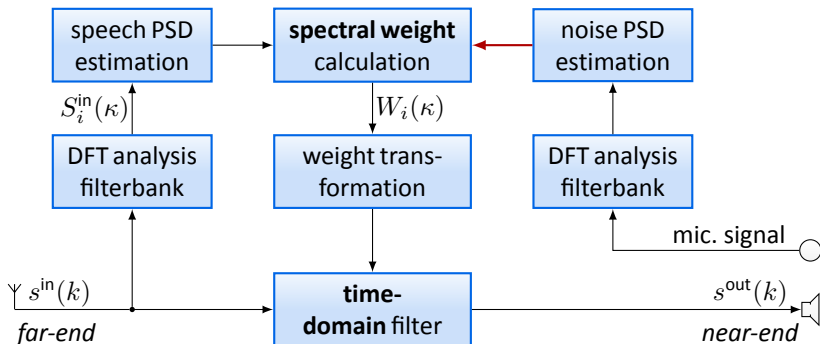 speech PSD
estimation
spectral weight
calculation
noise PSD
estimation
S_i^in(κ)
W_i(κ)
DFT analysis
filterbank
weight trans-
formation
DFT analysis
filterbank
mic. signal
s^in(k)
far-end
time-
domain filter
s^out(k)
near-end